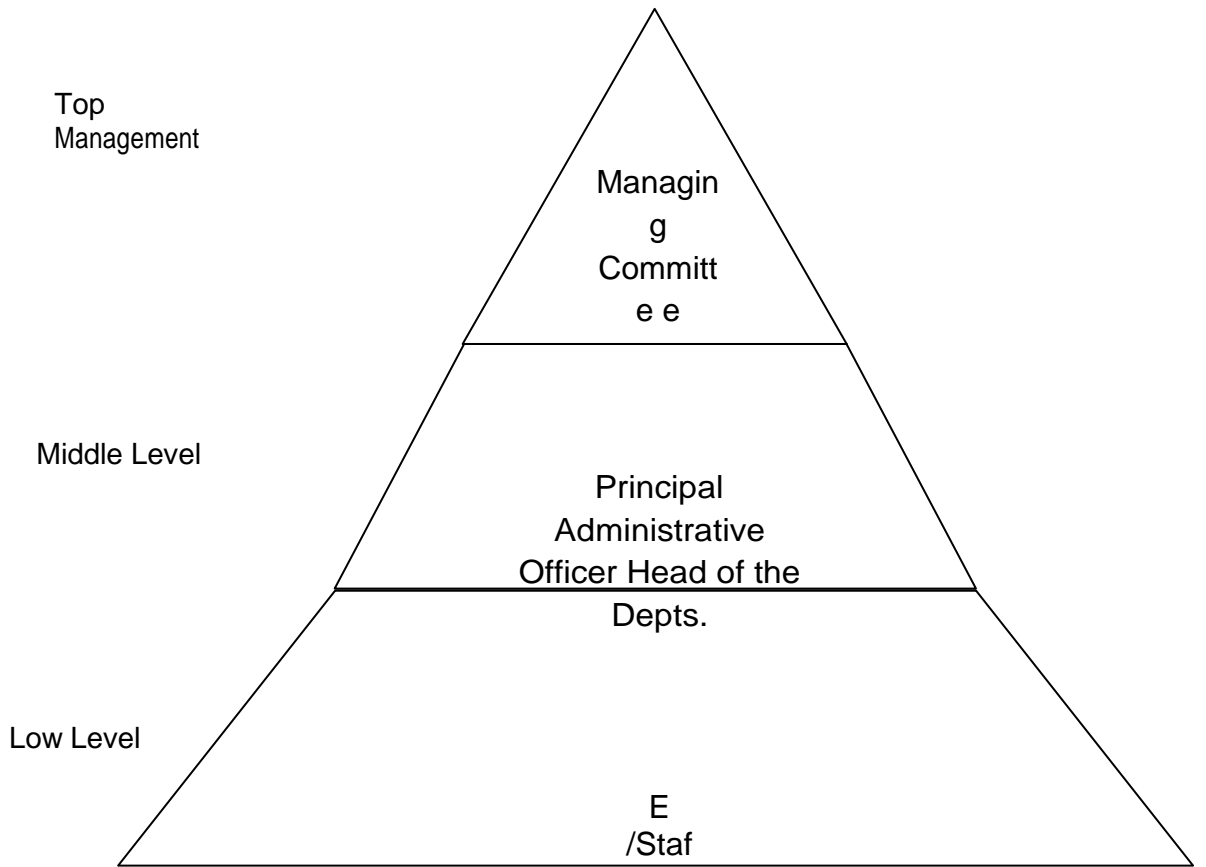 Top
Management
Managin
g
Committ
e e
Middle Level
Principal
Administrative
Officer Head of the
Depts.
Low Level
E
/Staf